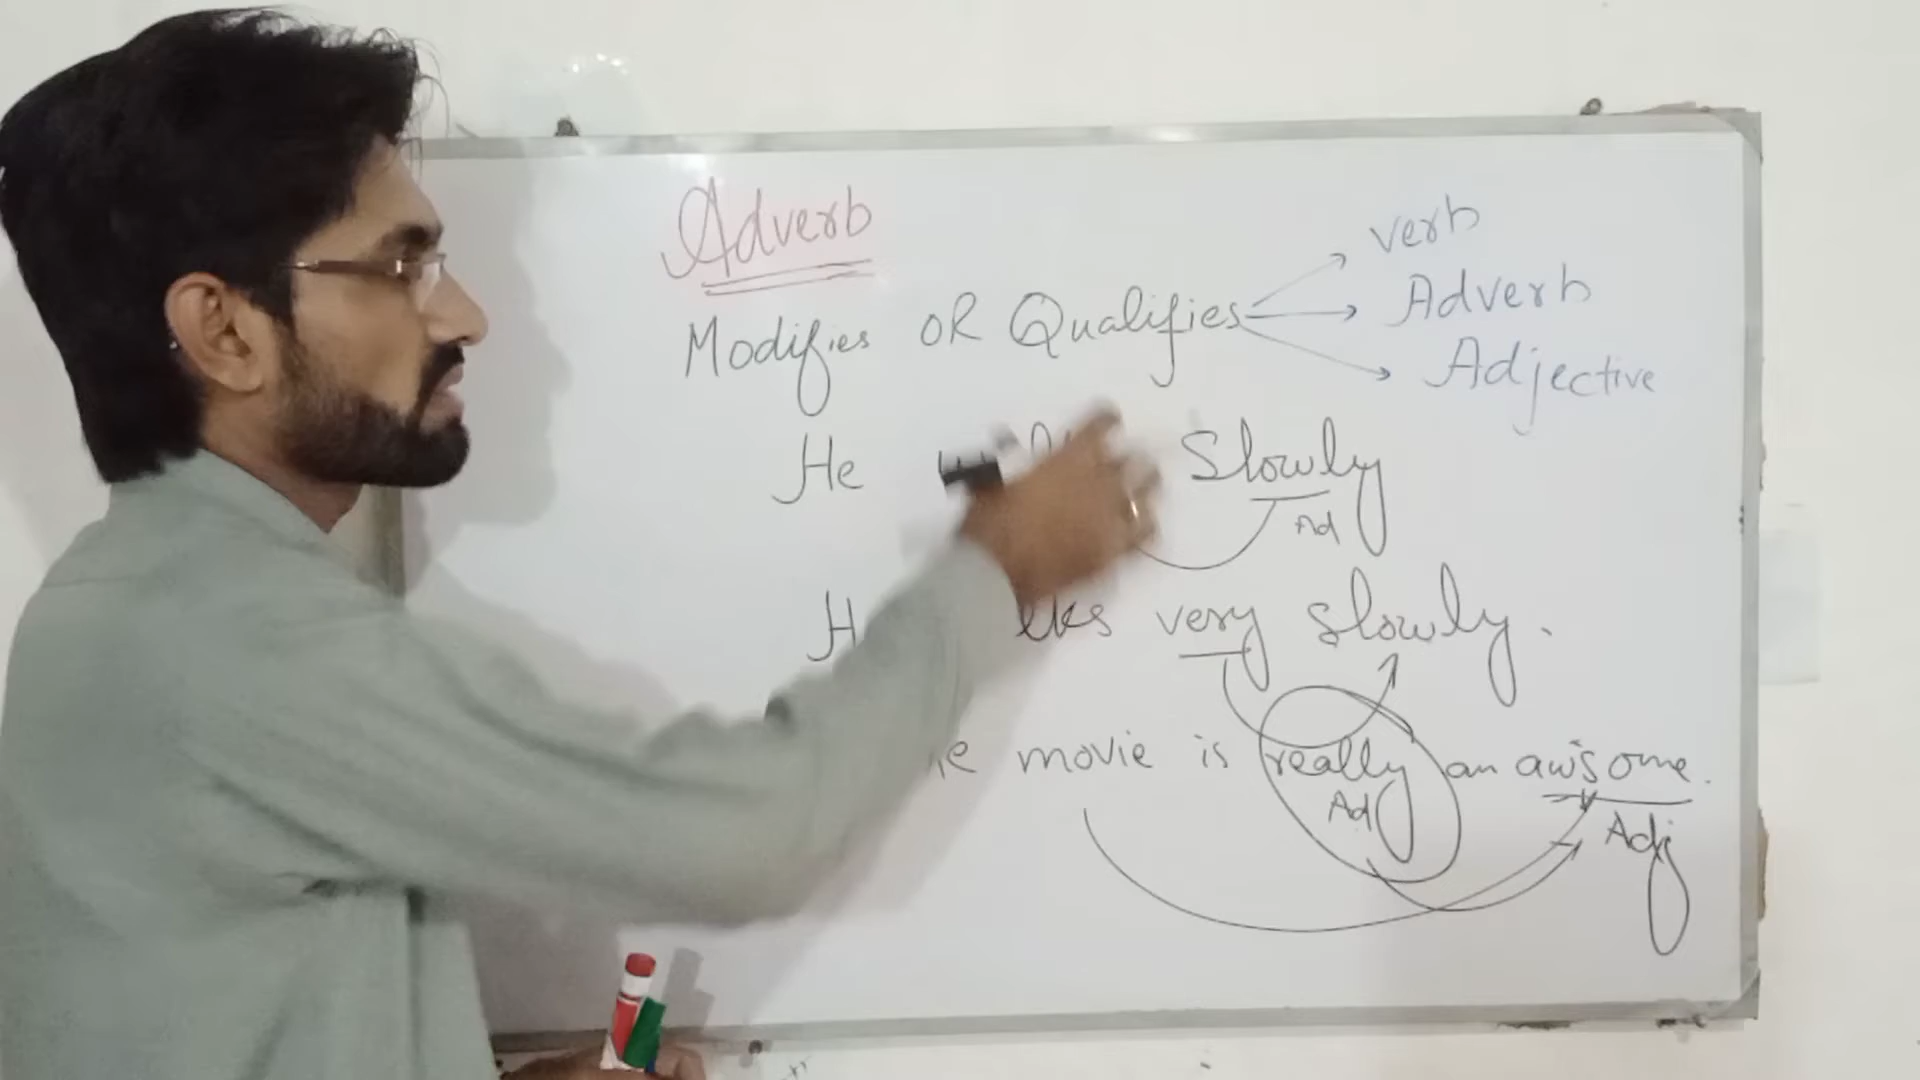 Adverb
verb
Modifies OR Qualifies Adverb
Adjective
He Slowly
Ad
very slowly.
movie is really an awsome.
Ad Adj